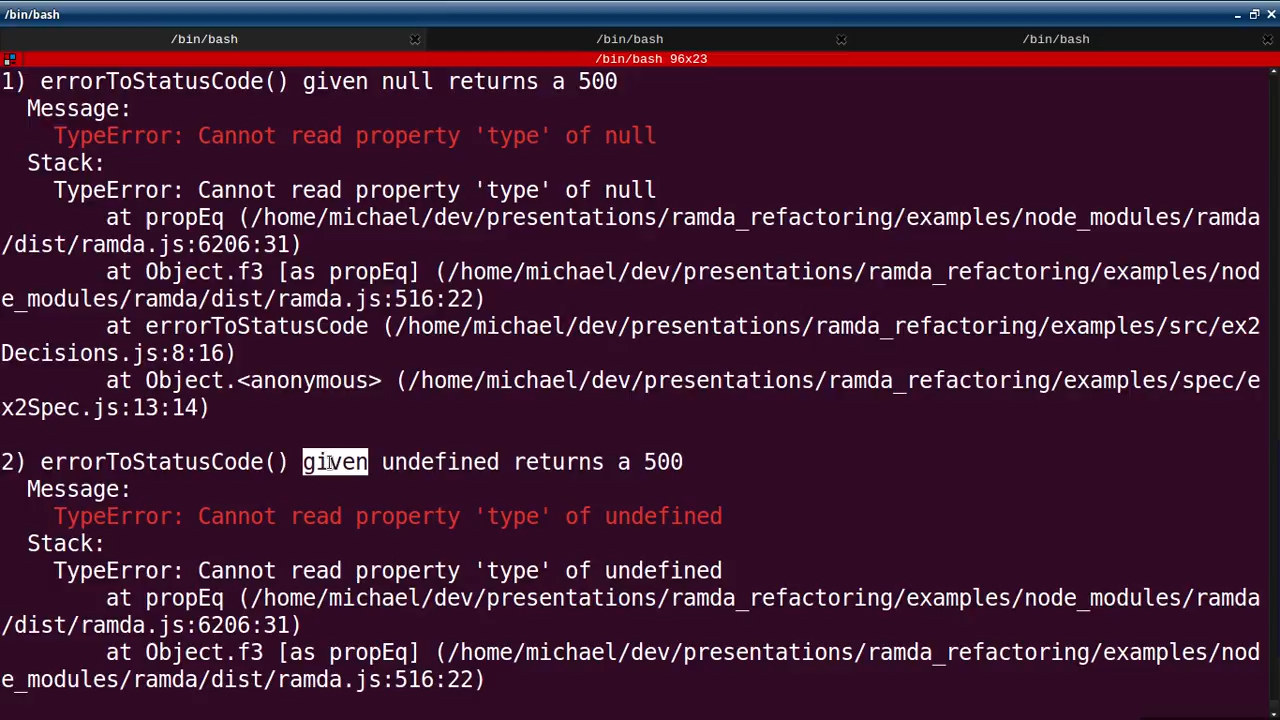 /bin/bash
/bin/bash /bin/bash /bin/bash
/bin/bash 96x23
1) errorToStatusCode() given null returns a 500
Message:
TypeError: Cannot read property 'type' of null
Stack:
TypeError: Cannot read property 'type' of null
at propEq (/home/michael/dev/presentations/ramda_refactoring/examples/node_modules/ramda
/dist/ramda.js:6206:31)
at Object.f3 [as propEq] (/home/michael/dev/presentations/ramda_refactoring/examples/nod
e_modules/ramda/dist/ramda.js:516:22)
at errorToStatusCode (/home/michael/dev/presentations/ramda_refactoring/examples/src/ex2
Decisions.js:8:16)
at Object.<anonymous> (/home/michael/dev/presentations/ramda_refactoring/examples/spec/e
x2Spec.js:13:14)
2) errorToStatusCode() given undefined returns a 500
Message:
TypeError: Cannot read property 'type' of undefined
Stack:
TypeError: Cannot read property 'type' of undefined
at propEq (/home/michael/dev/presentations/ramda_refactoring/examples/node_modules/ramda
/dist/ramda.js:6206:31)
at Object.f3 [as propEq] (/home/michael/dev/presentations/ramda_refactoring/examples/nod
e_modules/ramda/dist/ramda.js:516:22)